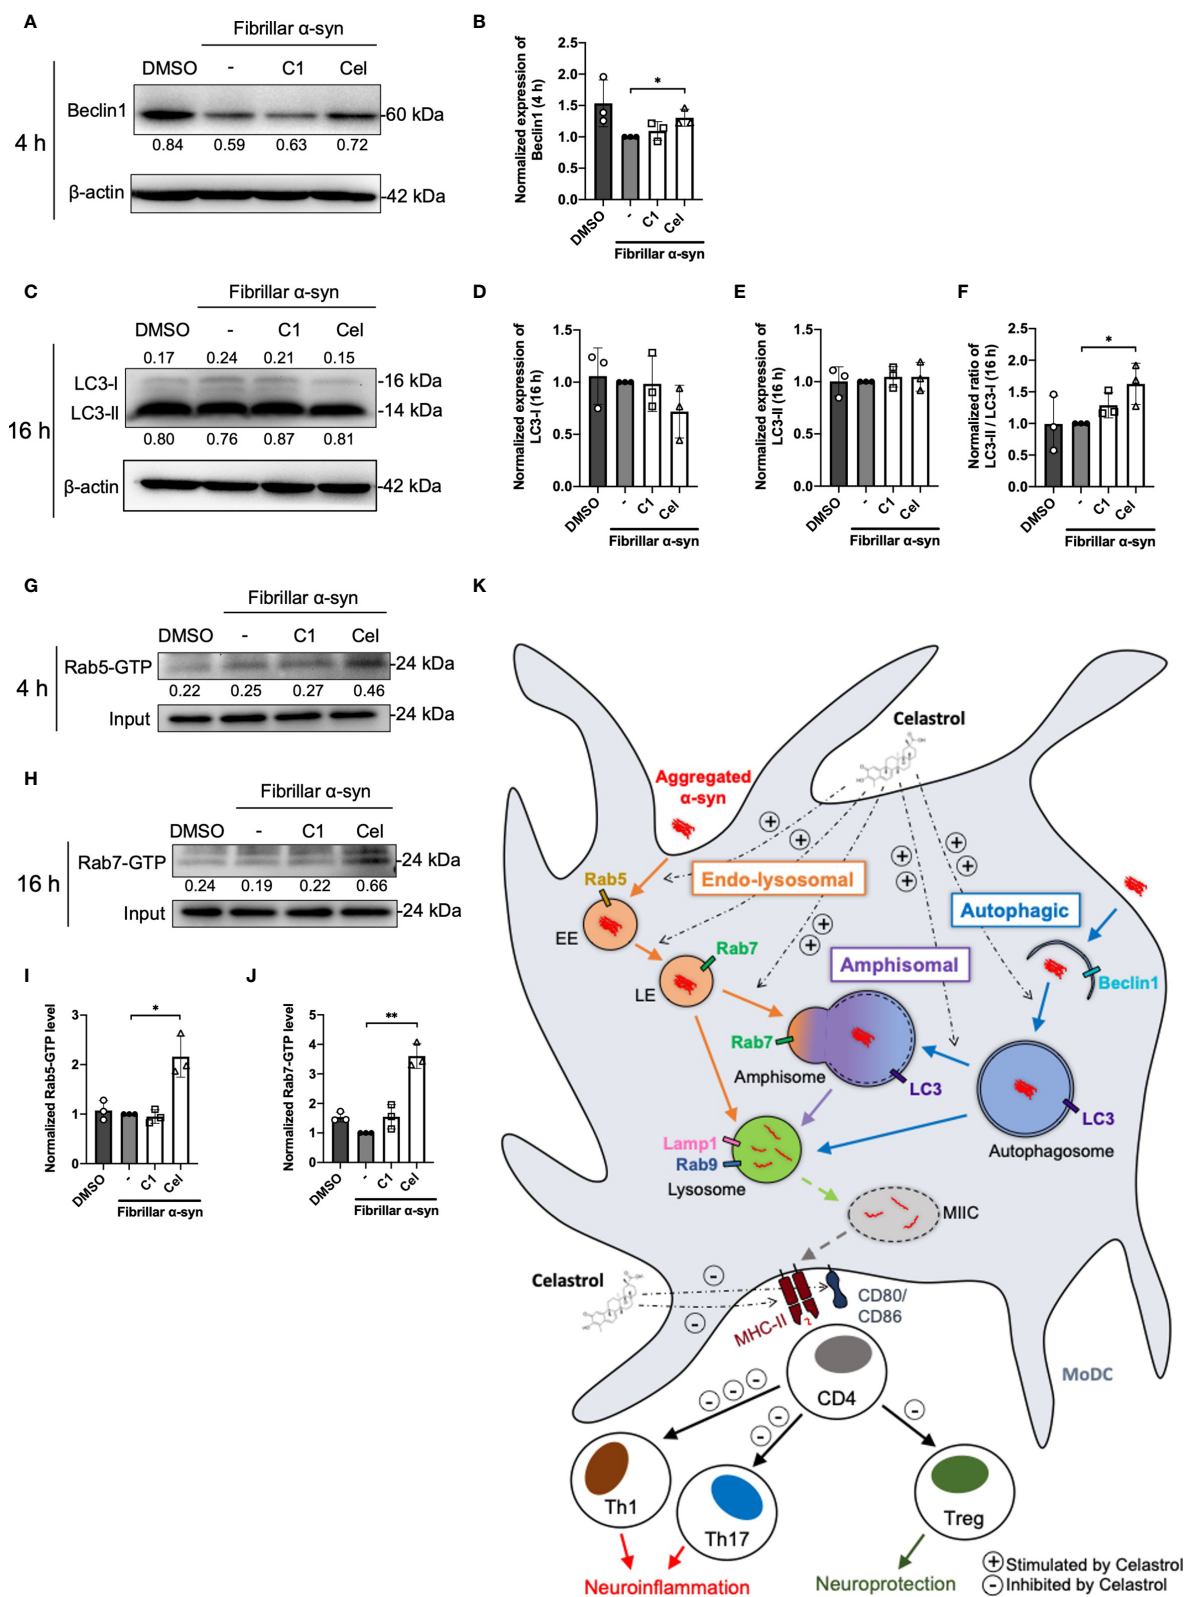 A
Fibrillar α-syn
DMSO - C1 Cel
4 h
Beclin1
-60 kDa
0.84 0.59 0.63 0.72
β-actin
-42 kDa
B
Normalized expression of
Beclin1 (4 h)
2.5
2.0
1.5
1.0
0.5
0.0
*
DMSO - C1 Cel
Fibrillar α-syn
C
Fibrillar α-syn
DMSO - C1 Cel
0.17 0.24 0.21 0.15
16 h
LC3-I
-16 kDa
LC3-II
-14 kDa
0.80 0.76 0.87 0.81
β-actin
-42 kDa
D
Normalized expression of
LC3-I (16 h)
1.5
1.0
0.5
0.0
DMSO - C1 Cel
Fibrillar α-syn
E
Normalized expression of
LC3-II (16 h)
1.5
1.0
0.5
0.0
DMSO - C1 Cel
Fibrillar α-syn
F
Normalized ratio of
LC3-II / LC3-I (16 h)
2.5
2.0
1.5
1.0
0.5
0.0
*
DMSO - C1 Cel
Fibrillar α-syn
G
Fibrillar α-syn
DMSO - C1 Cel
4 h
Rab5-GTP
-24 kDa
0.22 0.25 0.27 0.46
Input
-24 kDa
H
Fibrillar α-syn
DMSO - C1 Cel
16 h
Rab7-GTP
-24 kDa
0.24 0.19 0.22 0.66
Input
-24 kDa
I
Normalized Rab5-GTP level
3
2
1
0
*
DMSO - C1 Cel
Fibrillar α-syn
J
Normalized Rab7-GTP level
5
4
3
2
1
0
**
DMSO - C1 Cel
Fibrillar α-syn
K
Celastrol
Aggregated
α-syn
+
+
+
+
+
+
+
+
Endo-lysosomal
Rab5
EE
Autophagic
Rab7
LE
Amphisomal
Beclin1
Rab7
Amphisome
LC3
LC3
Autophagosome
Lamp1
Rab9
Lysosome
MIIC
Celastrol
-
-
MHC-II
CD80/
CD86
MoDC
CD4
- - -
- -
-
Th1
Th17
Treg
Neuroinflammation
Neuroprotection
+ Stimulated by Celastrol
- Inhibited by Celastrol